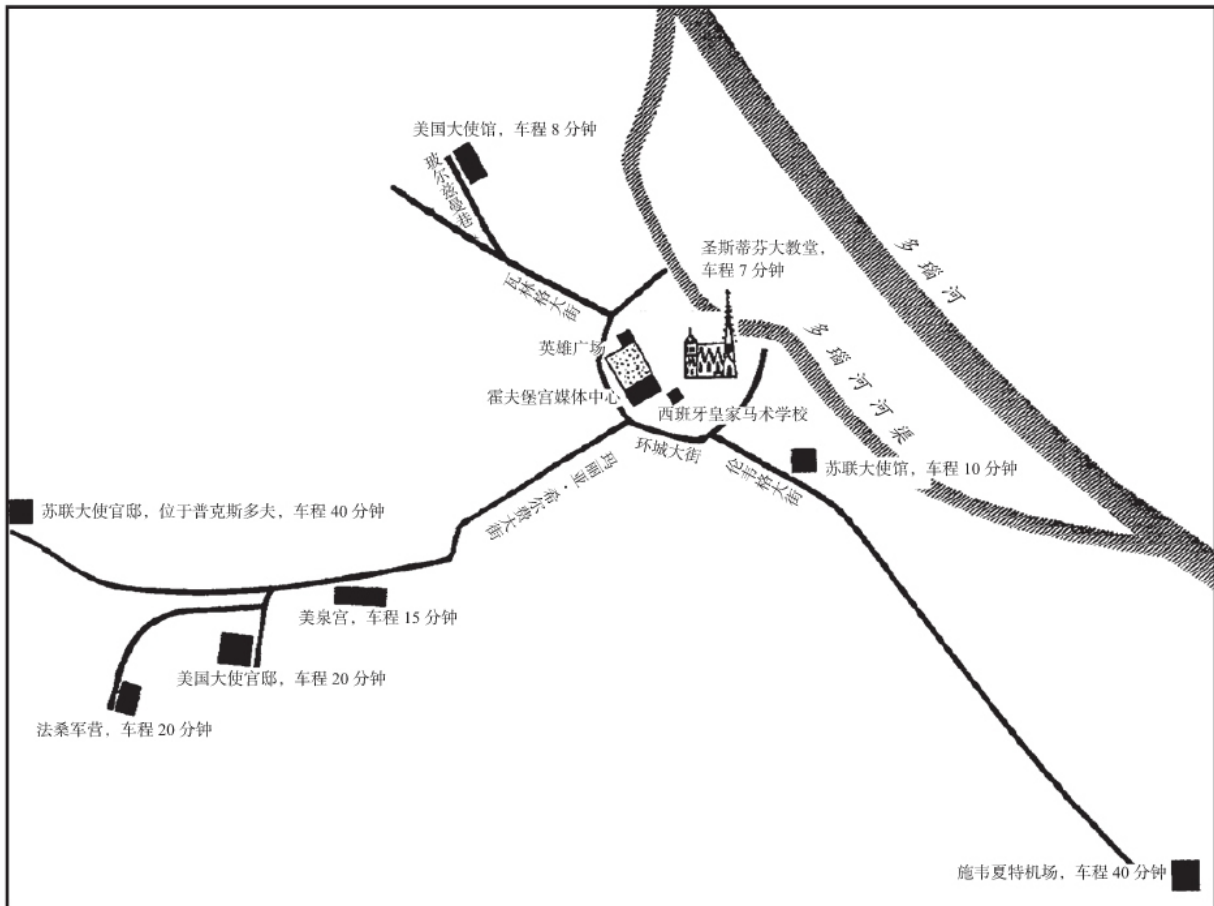 美国大使馆，车程 8 分钟
玻尔兹曼巷
圣斯蒂芬大教堂，
车程 7 分钟
多瑙河
瓦林格大街
英雄广场
多瑙河河渠
霍夫堡宫媒体中心
西班牙皇家马术学校
环城大街
伦韦格大街
苏联大使馆，车程 10 分钟
玛丽亚·希尔费大街
苏联大使官邸，位于普克斯多夫，车程 40 分钟
美泉宫，车程 15 分钟
美国大使官邸，车程 20 分钟
法桑军营，车程 20 分钟
施韦夏特机场，车程 40 分钟